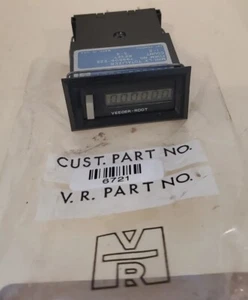 VEEDER-ROOT
CUST. PART NO.
6721
V. R. PART NO.
VR